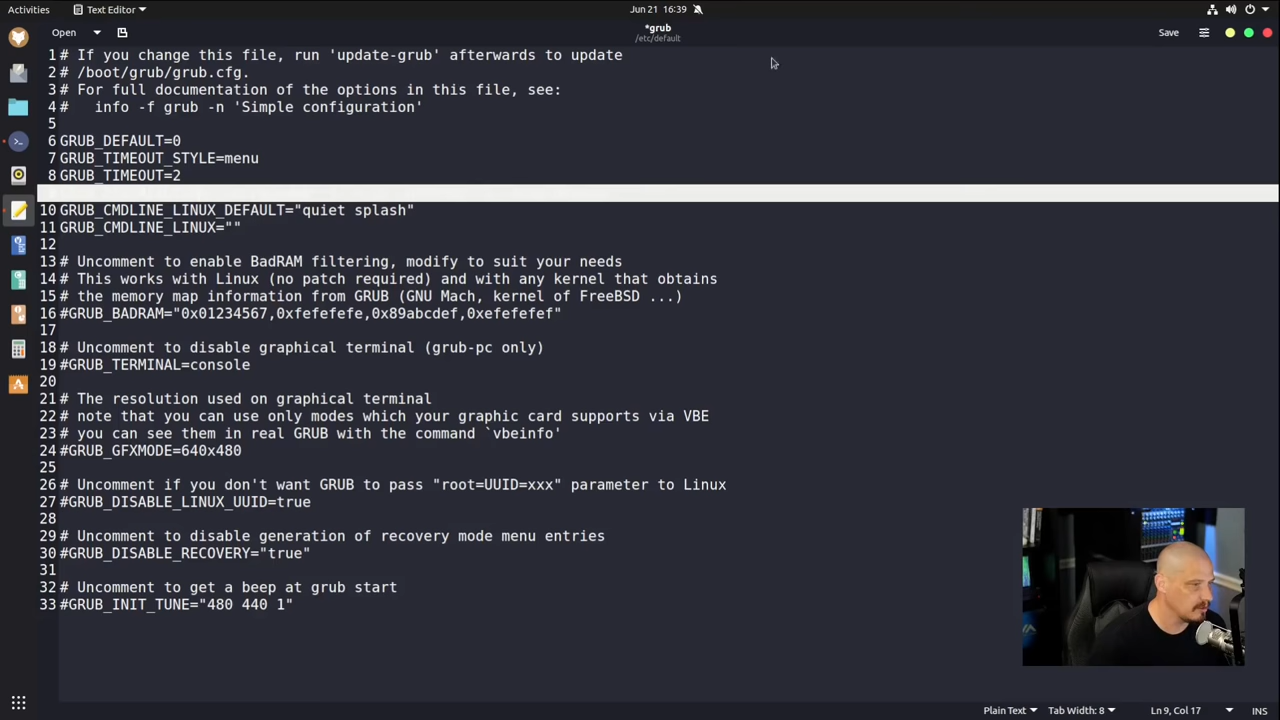 Activities
Text Editor
Jun 21 16:39
Open
*grub
/etc/default
Save
1 # If you change this file, run 'update-grub' afterwards to update
2 # /boot/grub/grub.cfg.
3 # For full documentation of the options in this file, see:
4 #   info -f grub -n 'Simple configuration'
5
6 GRUB_DEFAULT=0
7 GRUB_TIMEOUT_STYLE=menu
8 GRUB_TIMEOUT=2
10 GRUB_CMDLINE_LINUX_DEFAULT="quiet splash"
11 GRUB_CMDLINE_LINUX=""
12
13 # Uncomment to enable BadRAM filtering, modify to suit your needs
14 # This works with Linux (no patch required) and with any kernel that obtains
15 # the memory map information from GRUB (GNU Mach, kernel of FreeBSD ...)
16 #GRUB_BADRAM="0x01234567,0xfefefefe,0x89abcdef,0xefefefef"
17
18 # Uncomment to disable graphical terminal (grub-pc only)
19 #GRUB_TERMINAL=console
20
21 # The resolution used on graphical terminal
22 # note that you can use only modes which your graphic card supports via VBE
23 # you can see them in real GRUB with the command `vbeinfo'
24 #GRUB_GFXMODE=640x480
25
26 # Uncomment if you don't want GRUB to pass "root=UUID=xxx" parameter to Linux
27 #GRUB_DISABLE_LINUX_UUID=true
28
29 # Uncomment to disable generation of recovery mode menu entries
30 #GRUB_DISABLE_RECOVERY="true"
31
32 # Uncomment to get a beep at grub start
33 #GRUB_INIT_TUNE="480 440 1"
Plain Text
Tab Width: 8
Ln 9, Col 17
INS